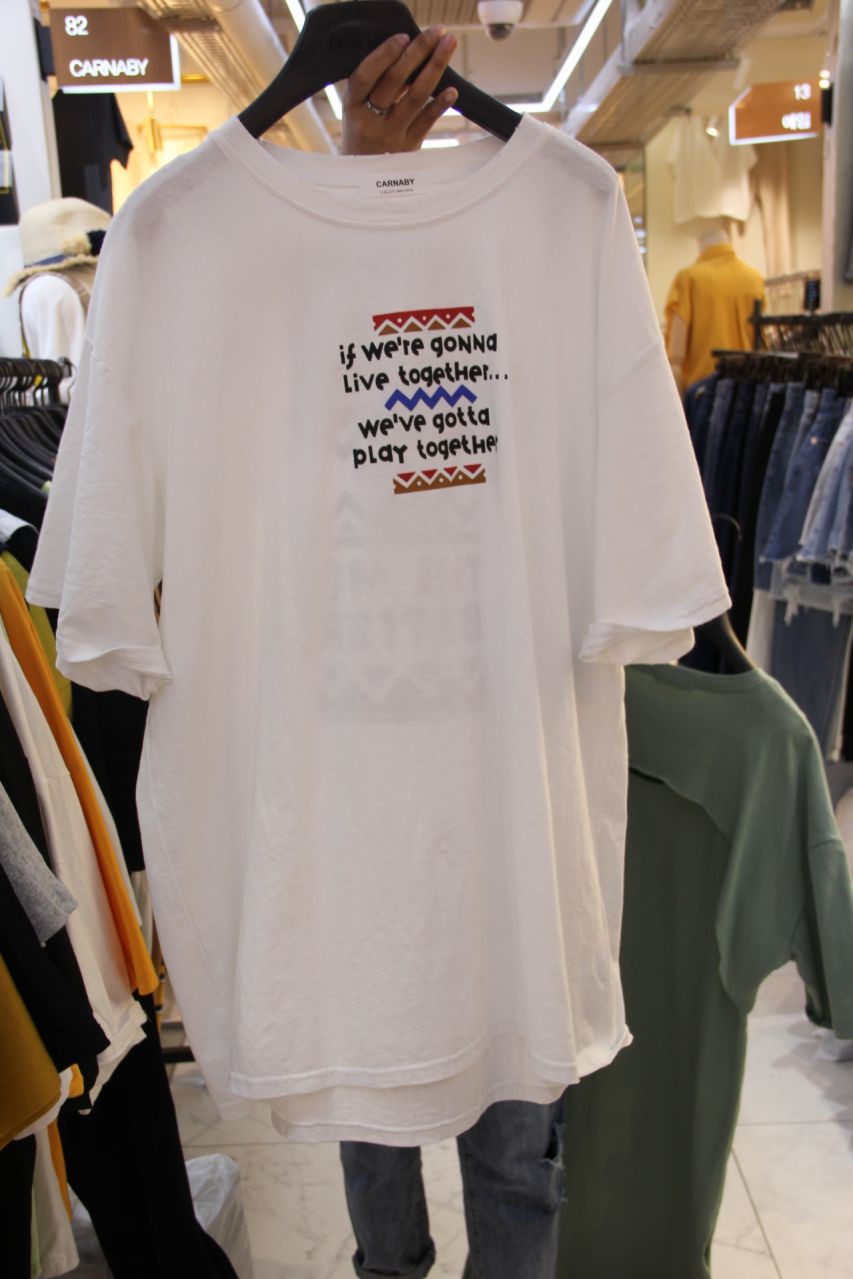 82
CARNABY
13
CARNABY
if we're gonna
live together...
we've gotta
play together